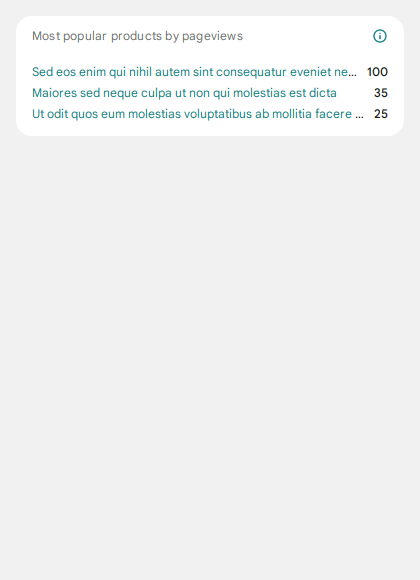 Most popular products by pageviews
Sed eos enim qui nihil autem sint consequatur eveniet ne... 100
Maiores sed neque culpa ut non qui molestias est dicta 35
Ut odit quos eum molestias voluptatibus ab mollitia facere ... 25